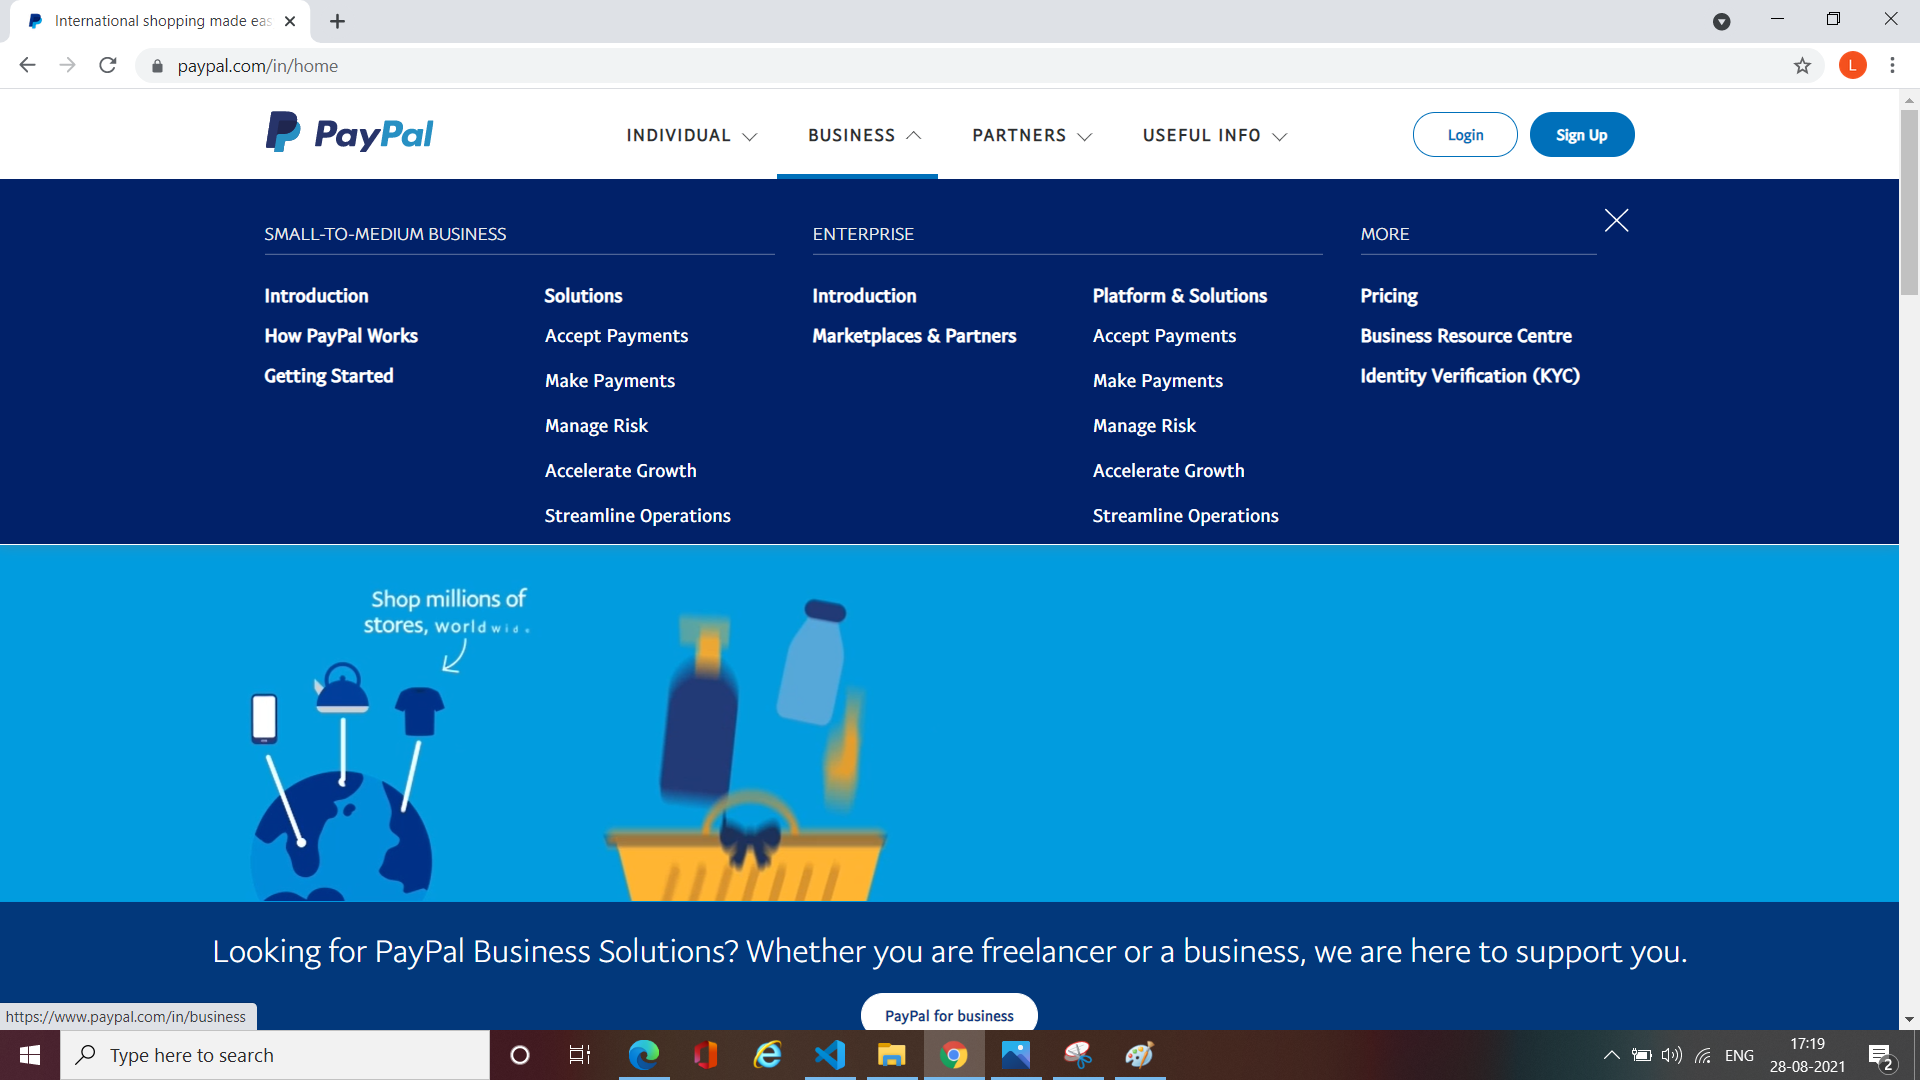 International shopping made eas
paypal.com/in/home
L
PayPal
INDIVIDUAL
BUSINESS
PARTNERS
USEFUL INFO
Login
Sign Up
SMALL-TO-MEDIUM BUSINESS
Introduction
How PayPal Works
Getting Started
Solutions
Accept Payments
Make Payments
Manage Risk
Accelerate Growth
Streamline Operations
ENTERPRISE
Introduction
Marketplaces & Partners
Platform & Solutions
Accept Payments
Make Payments
Manage Risk
Accelerate Growth
Streamline Operations
MORE
Pricing
Business Resource Centre
Identity Verification (KYC)
Shop millions of
stores, worldwide
Looking for PayPal Business Solutions? Whether you are freelancer or a business, we are here to support you.
PayPal for business
https://www.paypal.com/in/business
Type here to search
ENG
17:19
28-08-2021
2